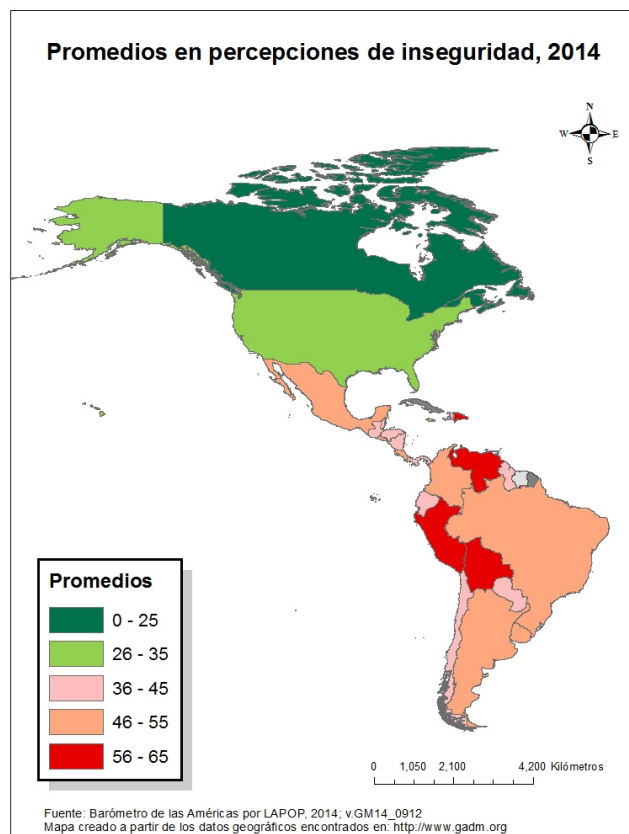 Promedios en percepciones de inseguridad, 2014
N
W E
S
Promedios
0 - 25
26 - 35
36 - 45
46 - 55
56 - 65
0 1,050 2,100 4,200 Kilómetros
Fuente: Barómetro de las Américas por LAPOP, 2014; v.GM14_0912
Mapa creado a partir de los datos geográficos encontrados en: http://www.gadm.org